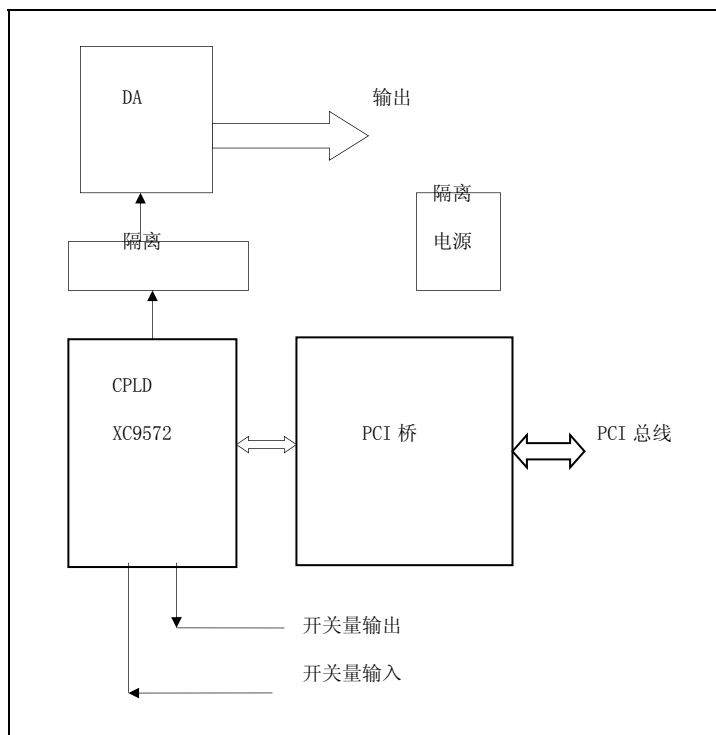 DA
输出
隔离
电源
隔离
CPLD
XC9572
PCI 桥
PCI 总线
开关量输出
开关量输入